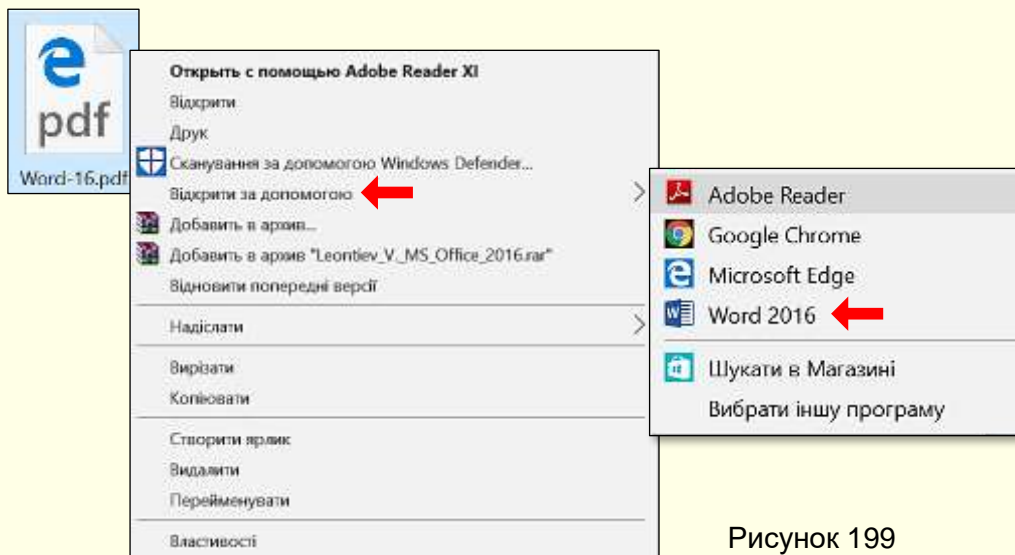 pdf
Word-16.pdf
Открыть с помощью Adobe Reader XI
Відкрити
Друк
Сканування за допомогою Windows Defender...
Відкрити за допомогою
Добавить в архив...
Добавить в архив "Leontiev_V._MS_Office_2016.rar"
Відновити попередні версії
Надіслати
Вирізати
Копіювати
Створити ярлик
Видалити
Перейменувати
Властивості
Adobe Reader
Google Chrome
Microsoft Edge
Word 2016
Шукати в Магазині
Вибрати іншу програму
Рисунок 199